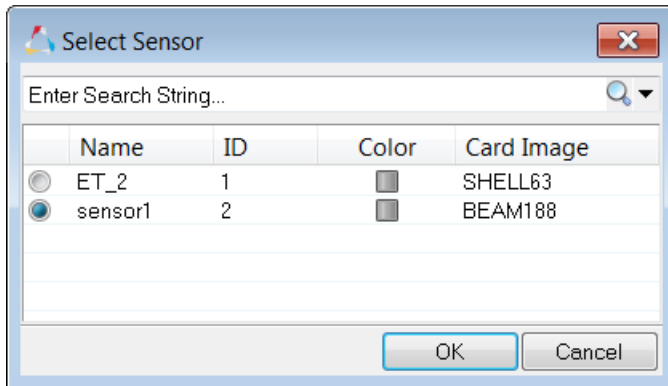 Select Sensor
Enter Search String...
Name ID Color Card Image
ET_2 1 SHELL63
sensor1 2 BEAM188
OK Cancel